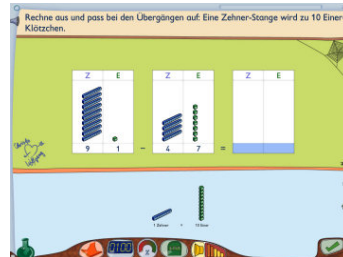 Rechne aus und pass bei den Übergängen auf: Eine Zehner-Stange wird zu 10 Einer-
Klötzchen.
Z E Z E Z E
9 1 - 4 7 =
1 Zehner = 10 Einer
0100